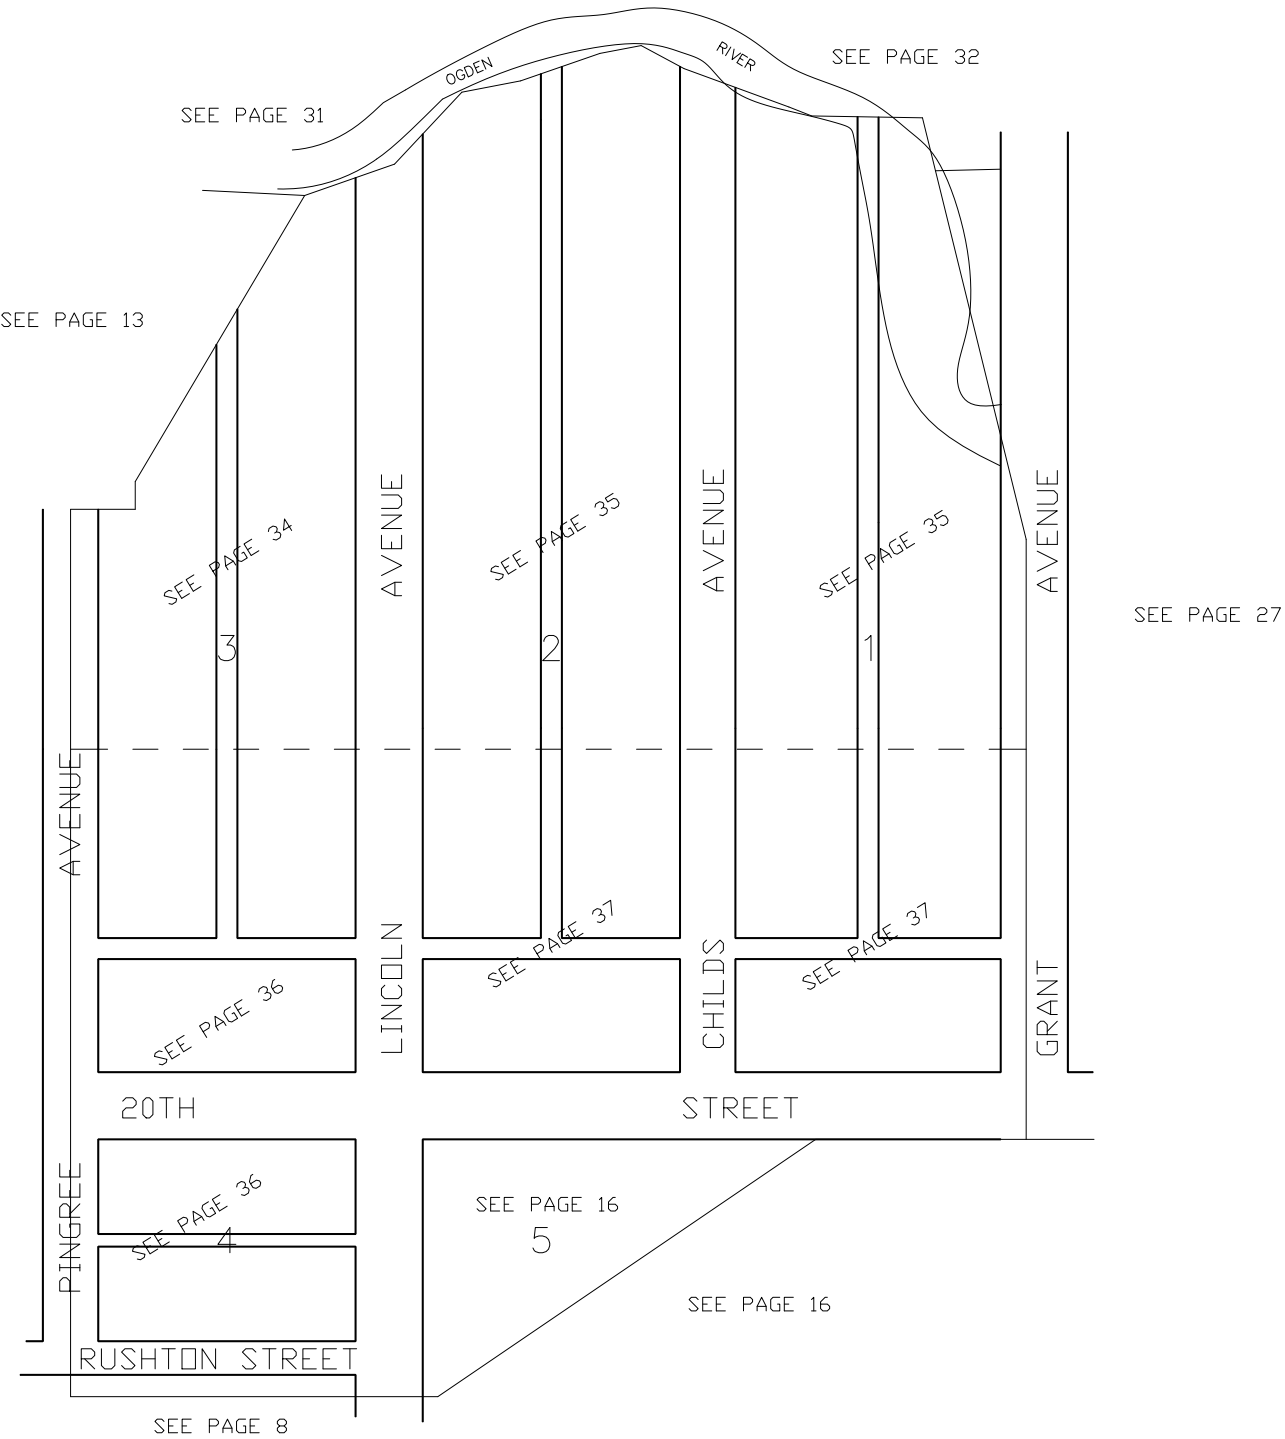 SEE PAGE 32
OGDEN
RIVER
SEE PAGE 31
SEE PAGE 13
SEE PAGE 34
SEE PAGE 35
SEE PAGE 35
AVENUE
AVENUE
AVENUE
SEE PAGE 27
3
2
1
AVENUE
SEE PAGE 37
SEE PAGE 37
LINCOLN
CHILDS
GRANT
SEE PAGE 36
20TH
STREET
PINGREE
SEE PAGE 36
4
SEE PAGE 16
5
SEE PAGE 16
RUSHTON STREET
SEE PAGE 8